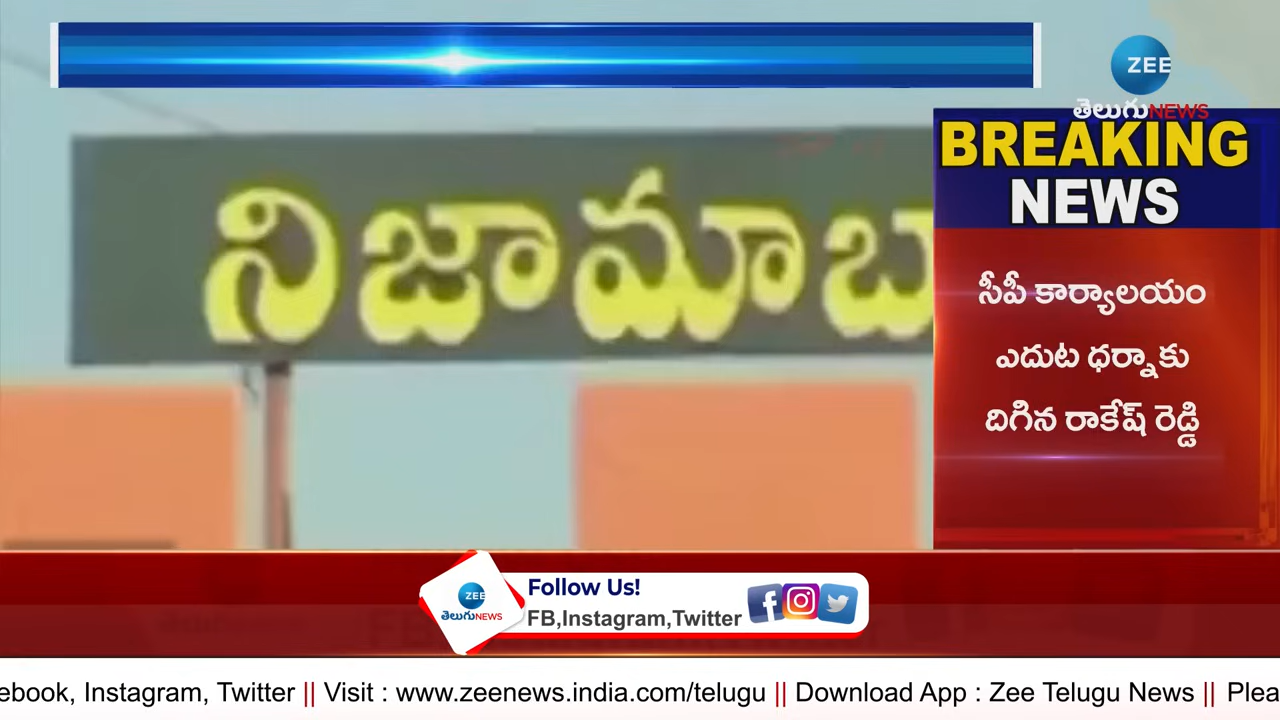 ZEE
తెలుగు NEWS
BREAKING
NEWS
నిజామాబా
సీపీ కార్యాలయం
ఎదుట ధర్నాకు
దిగిన రాకేష్ రెడ్డి
ZEE
తెలుగు NEWS
Follow Us!
FB,Instagram,Twitter
ebook, Instagram, Twitter || Visit : www.zeenews.india.com/telugu || Download App : Zee Telugu News || Plea